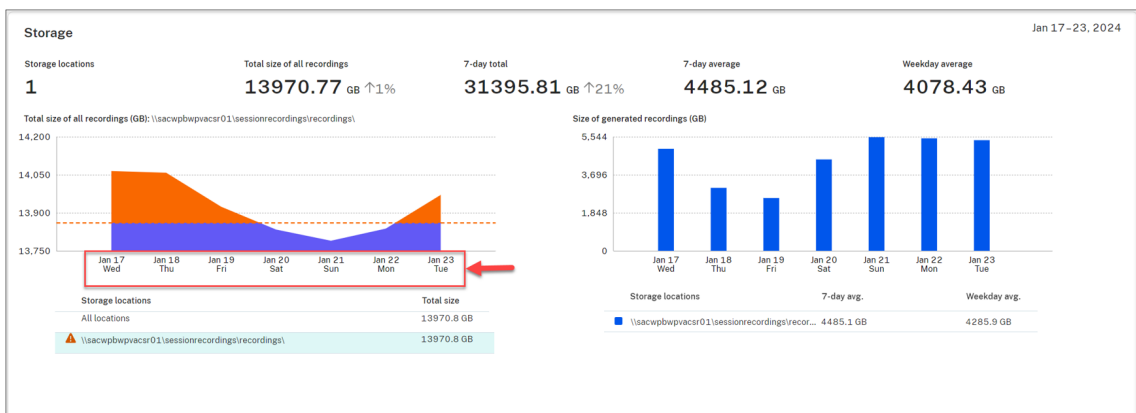 Storage
Jan 17–23, 2024
Storage locations
1
Total size of all recordings
13970.77 GB ↑1%
7-day total
31395.81 GB ↑21%
7-day average
4485.12 GB
Weekday average
4078.43 GB
Total size of all recordings (GB): \\sacwpbwpvacsr01\sessionrecordings\recordings\
14,200
14,050
13,900
13,750
Jan 17 Jan 18 Jan 19 Jan 20 Jan 21 Jan 22 Jan 23
Wed Thu Fri Sat Sun Mon Tue
Storage locations Total size
All locations 13970.8 GB
\\sacwpbwpvacsr01\sessionrecordings\recordings\ 13970.8 GB
Size of generated recordings (GB)
5,544
3,696
1,848
0
Jan 17 Jan 18 Jan 19 Jan 20 Jan 21 Jan 22 Jan 23
Wed Thu Fri Sat Sun Mon Tue
Storage locations 7-day avg. Weekday avg.
\\sacwpbwpvacsr01\sessionrecordings\recor... 4485.1 GB 4285.9 GB